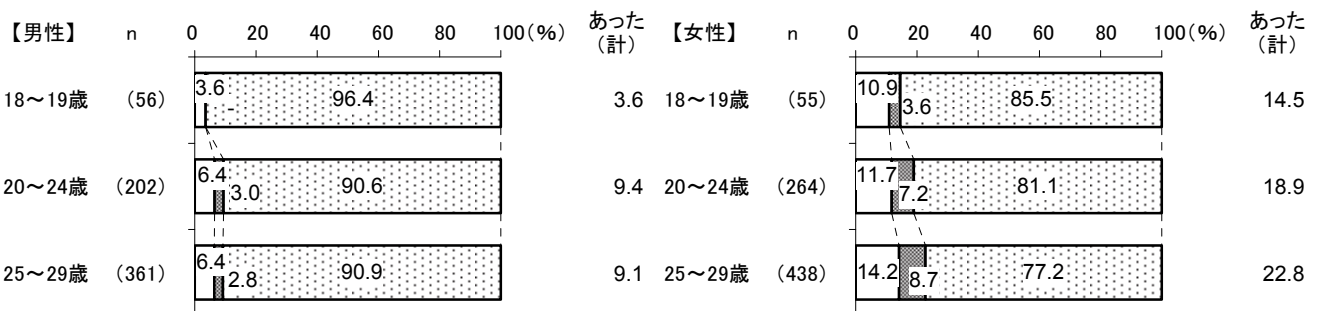 【男性】 n 0 20 40 60 80 100(%) あった(計)
18～19歳 (56) 3.6 - 96.4 3.6
20～24歳 (202) 6.4 3.0 90.6 9.4
25～29歳 (361) 6.4 2.8 90.9 9.1
【女性】 n 0 20 40 60 80 100(%) あった(計)
18～19歳 (55) 10.9 3.6 85.5 14.5
20～24歳 (264) 11.7 7.2 81.1 18.9
25～29歳 (438) 14.2 8.7 77.2 22.8